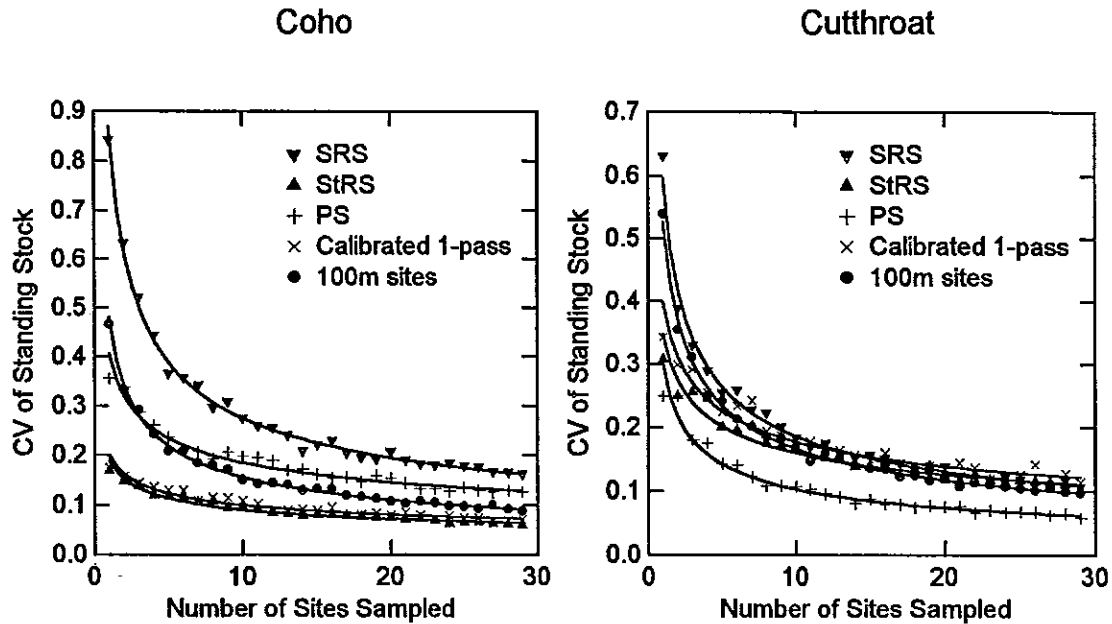 Coho
CV of Standing Stock
0.9
0.8
0.7
0.6
0.5
0.4
0.3
0.2
0.1
0.0
SRS
StRS
PS
Calibrated 1-pass
100m sites
0
10
20
30
Number of Sites Sampled
Cutthroat
CV of Standing Stock
0.7
0.6
0.5
0.4
0.3
0.2
0.1
0.0
SRS
StRS
PS
Calibrated 1-pass
100m sites
0
10
20
30
Number of Sites Sampled